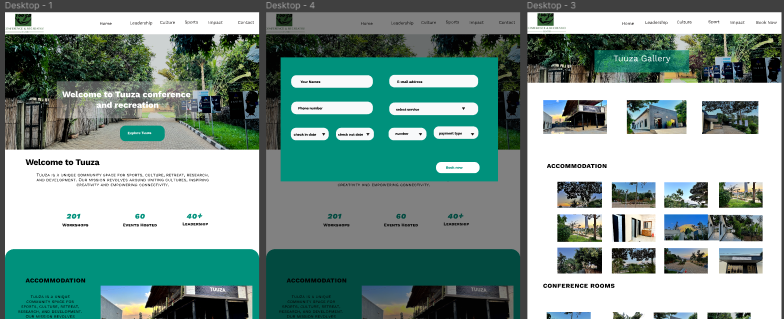 Desktop - 1
Home Leadership Culture Sports Impact Contact
Welcome to Tuuza conference
and recreation
Explore Tuuza
Welcome to Tuuza
Tuuza is a unique community space for sports, culture, retreat, research,
and development. Our mission revolves around uniting cultures, inspiring
creativity and empowering connectivity.
201 60 40+
Workshops Events Hosted Leadership
ACCOMMODATION
Tuuza is a unique
community space for
sports, culture, retreat,
research, and development
Our mission revolves
TUUZA
Desktop - 4
Home Leadership Culture Sports Impact Contact
Your Names E-mail address
Phone number select service
check in date check out date number payment type
Book now
creativity and empowering connectivity.
201 60 40+
Workshops Events Hosted Leadership
ACCOMMODATION
Tuuza is a unique
community space for
sports, culture, retreat,
research, and development
Our mission revolves
TUUZA
Desktop - 3
Home Leadership Culture Sport Impact Book Now
Tuuza Gallery
ACCOMMODATION
CONFERENCE ROOMS